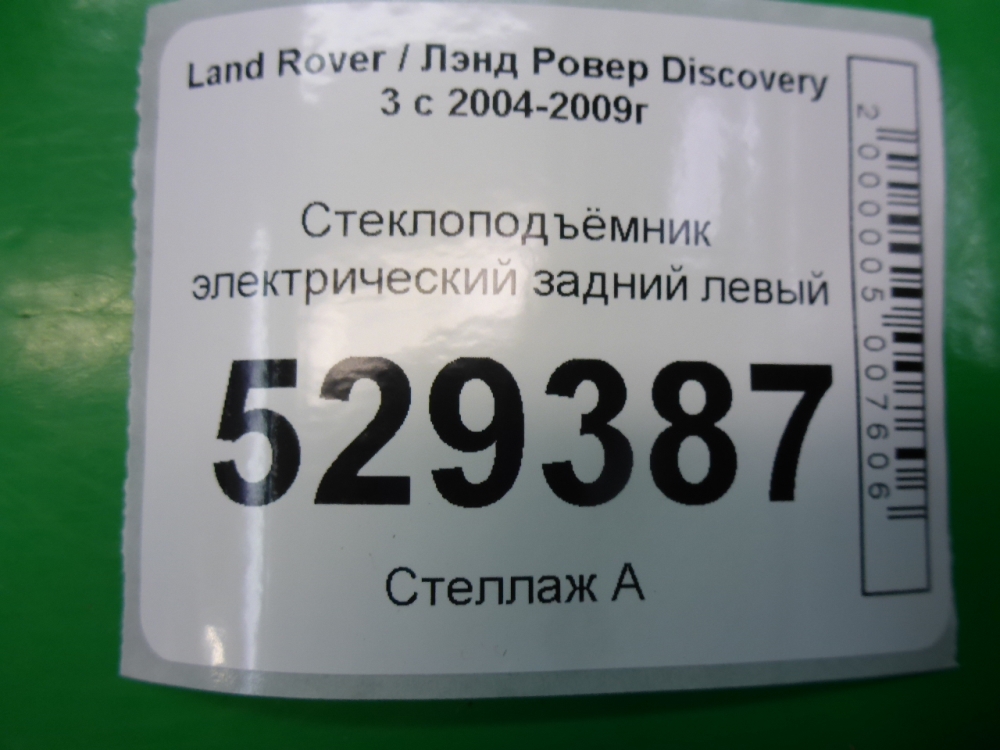 Land Rover / Лэнд Ровер Discovery
3 с 2004-2009г
Стеклоподъёмник
электрический задний левый
529387
Стеллаж А
2000005007606